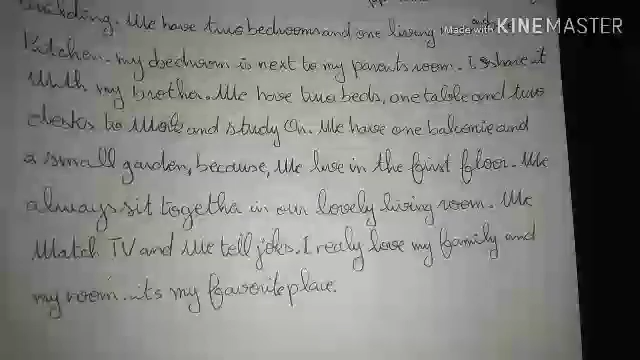 Made with KINEMASTER
building. We have two bedrooms and one living and
kitchen. my bedroom is next to my parents room. I share it
With my brother. We have two beds, one table and two
desks to Work and study on. We have one balconie and
a small garden, because, We live in the first floor. We
always sit together in our lovely living room. We
Watch TV and We tell jokes. I realy love my family and
my room. its my favorite place.